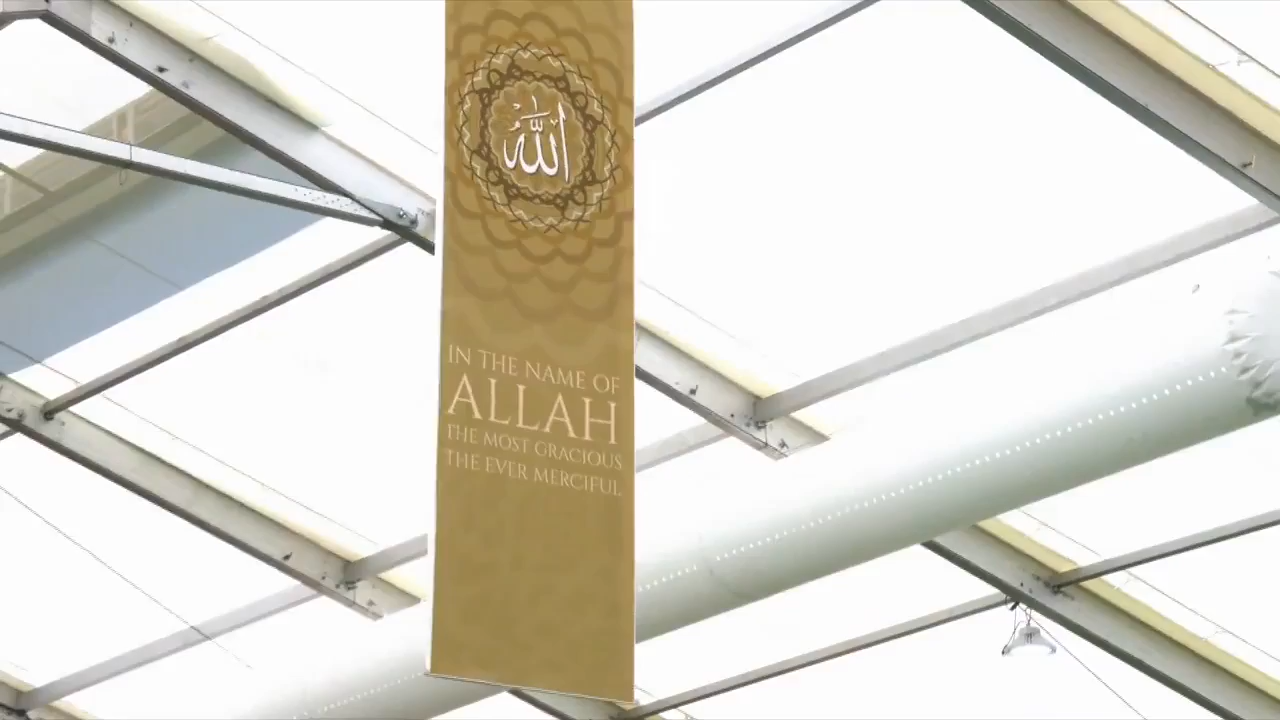 الله
IN THE NAME OF
ALLAH
THE MOST GRACIOUS
THE EVER MERCIFUL